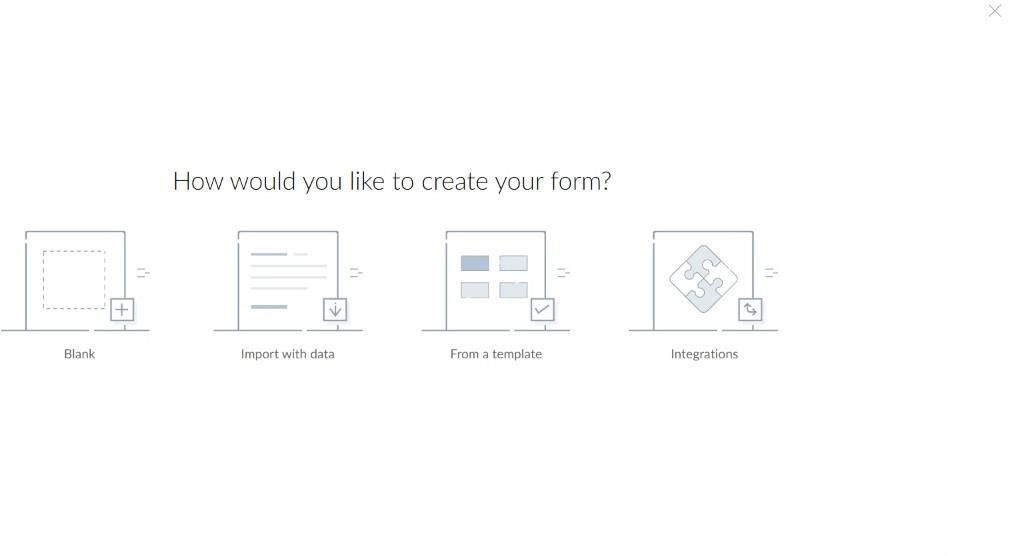 How would you like to create your form?
Blank
Import with data
From a template
Integrations